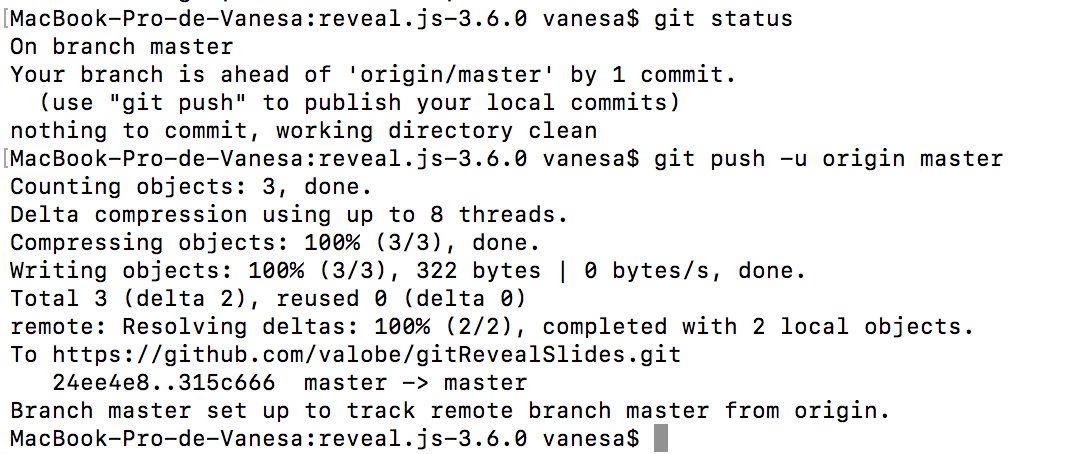 [MacBook-Pro-de-Vanesa:reveal.js-3.6.0 vanesa$ git status
On branch master
Your branch is ahead of 'origin/master' by 1 commit.
  (use "git push" to publish your local commits)
nothing to commit, working directory clean
[MacBook-Pro-de-Vanesa:reveal.js-3.6.0 vanesa$ git push -u origin master
Counting objects: 3, done.
Delta compression using up to 8 threads.
Compressing objects: 100% (3/3), done.
Writing objects: 100% (3/3), 322 bytes | 0 bytes/s, done.
Total 3 (delta 2), reused 0 (delta 0)
remote: Resolving deltas: 100% (2/2), completed with 2 local objects.
To https://github.com/valobe/gitRevealSlides.git
   24ee4e8..315c666  master -> master
Branch master set up to track remote branch master from origin.
MacBook-Pro-de-Vanesa:reveal.js-3.6.0 vanesa$